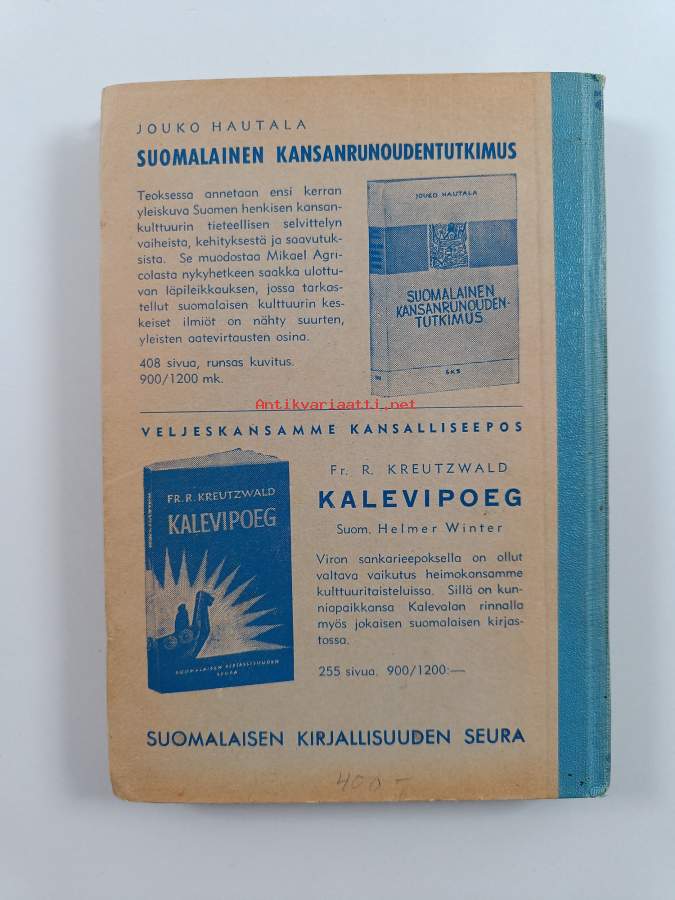 JOUKO HAUTALA
SUOMALAINEN KANSANRUNOUDENTUTKIMUS
Teoksessa annetaan ensi kerran
yleiskuva Suomen henkisen kansan-
kulttuurin tieteellisen selvittelyn
vaiheista, kehityksestä ja saavutuk-
sista. Se muodostaa Mikael Agri-
colasta nykyhetkeen saakka ulottu-
van läpileikkauksen, jossa tarkas-
tellut suomalaisen kulttuurin kes-
keiset ilmiöt on nähty suurten,
yleisten aatevirtausten osina.
408 sivua, runsas kuvitus.
900/1200 mk.
JOUKO HAUTALA
SUOMALAINEN
KANSANRUNOUDEN-
TUTKIMUS
SKS
Antikvariaatti.net
VELJESKANSAMME KANSALLISEEPOS
FR. R. KREUTZWALD
KALEVIPOEG
SUOMALAISEN KIRJALLISUUDEN
SEURA
Fr. R. KREUTZWALD
KALEVIPOEG
Suom. Helmer Winter
Viron sankarieepoksella on ollut
valtava vaikutus heimokansamme
kulttuuritaisteluissa. Sillä on kun-
niapaikkansa Kalevalan rinnalla
myös jokaisen suomalaisen kirjas-
tossa.
255 sivua. 900/1200:—
SUOMALAISEN KIRJALLISUUDEN SEURA
400-